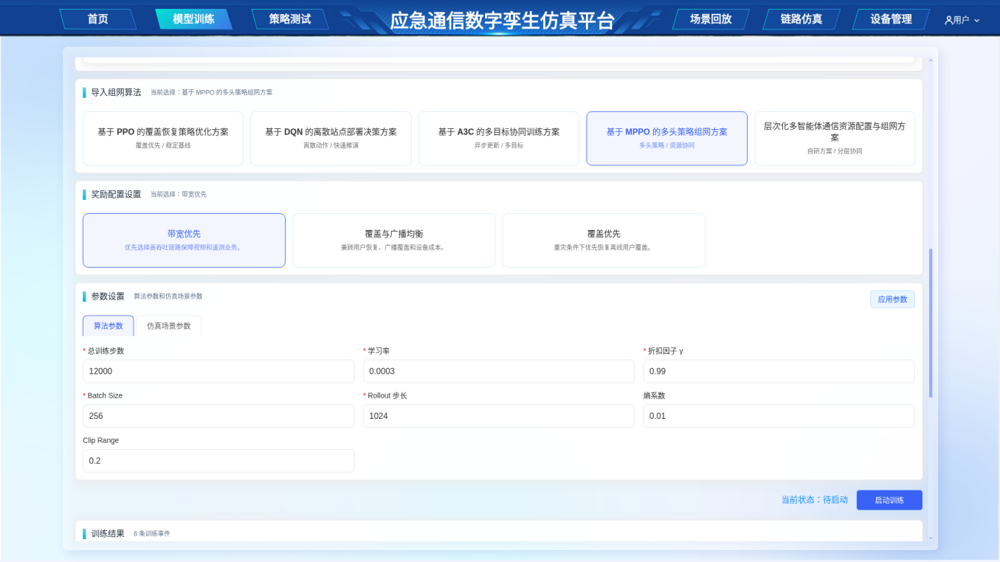 首页
模型训练
策略测试
应急通信数字孪生仿真平台
场景回放
链路仿真
设备管理
用户
导入组网算法
当前选择：基于 MPPO 的多头策略组网方案
基于 PPO 的覆盖恢复策略优化方案
覆盖优先 / 稳定基线
基于 DQN 的离散站点部署决策方案
离散动作 / 快速推演
基于 A3C 的多目标协同训练方案
异步更新 / 多目标
基于 MPPO 的多头策略组网方案
多头策略 / 资源协同
层次化多智能体通信资源配置与组网方
案
自研方案 / 分层协同
奖励配置设置
当前选择：带宽优先
带宽优先
优先选择高吞吐链路保障视频和遥测业务。
覆盖与广播均衡
兼顾用户恢复、广播覆盖和设备成本。
覆盖优先
重灾条件下优先恢复离线用户覆盖。
参数设置
算法参数和仿真场景参数
应用参数
算法参数
仿真场景参数
* 总训练步数
12000
* 学习率
0.0003
* 折扣因子 γ
0.99
* Batch Size
256
* Rollout 步长
1024
熵系数
0.01
Clip Range
0.2
当前状态：待启动
启动训练
训练结果
6 条训练事件